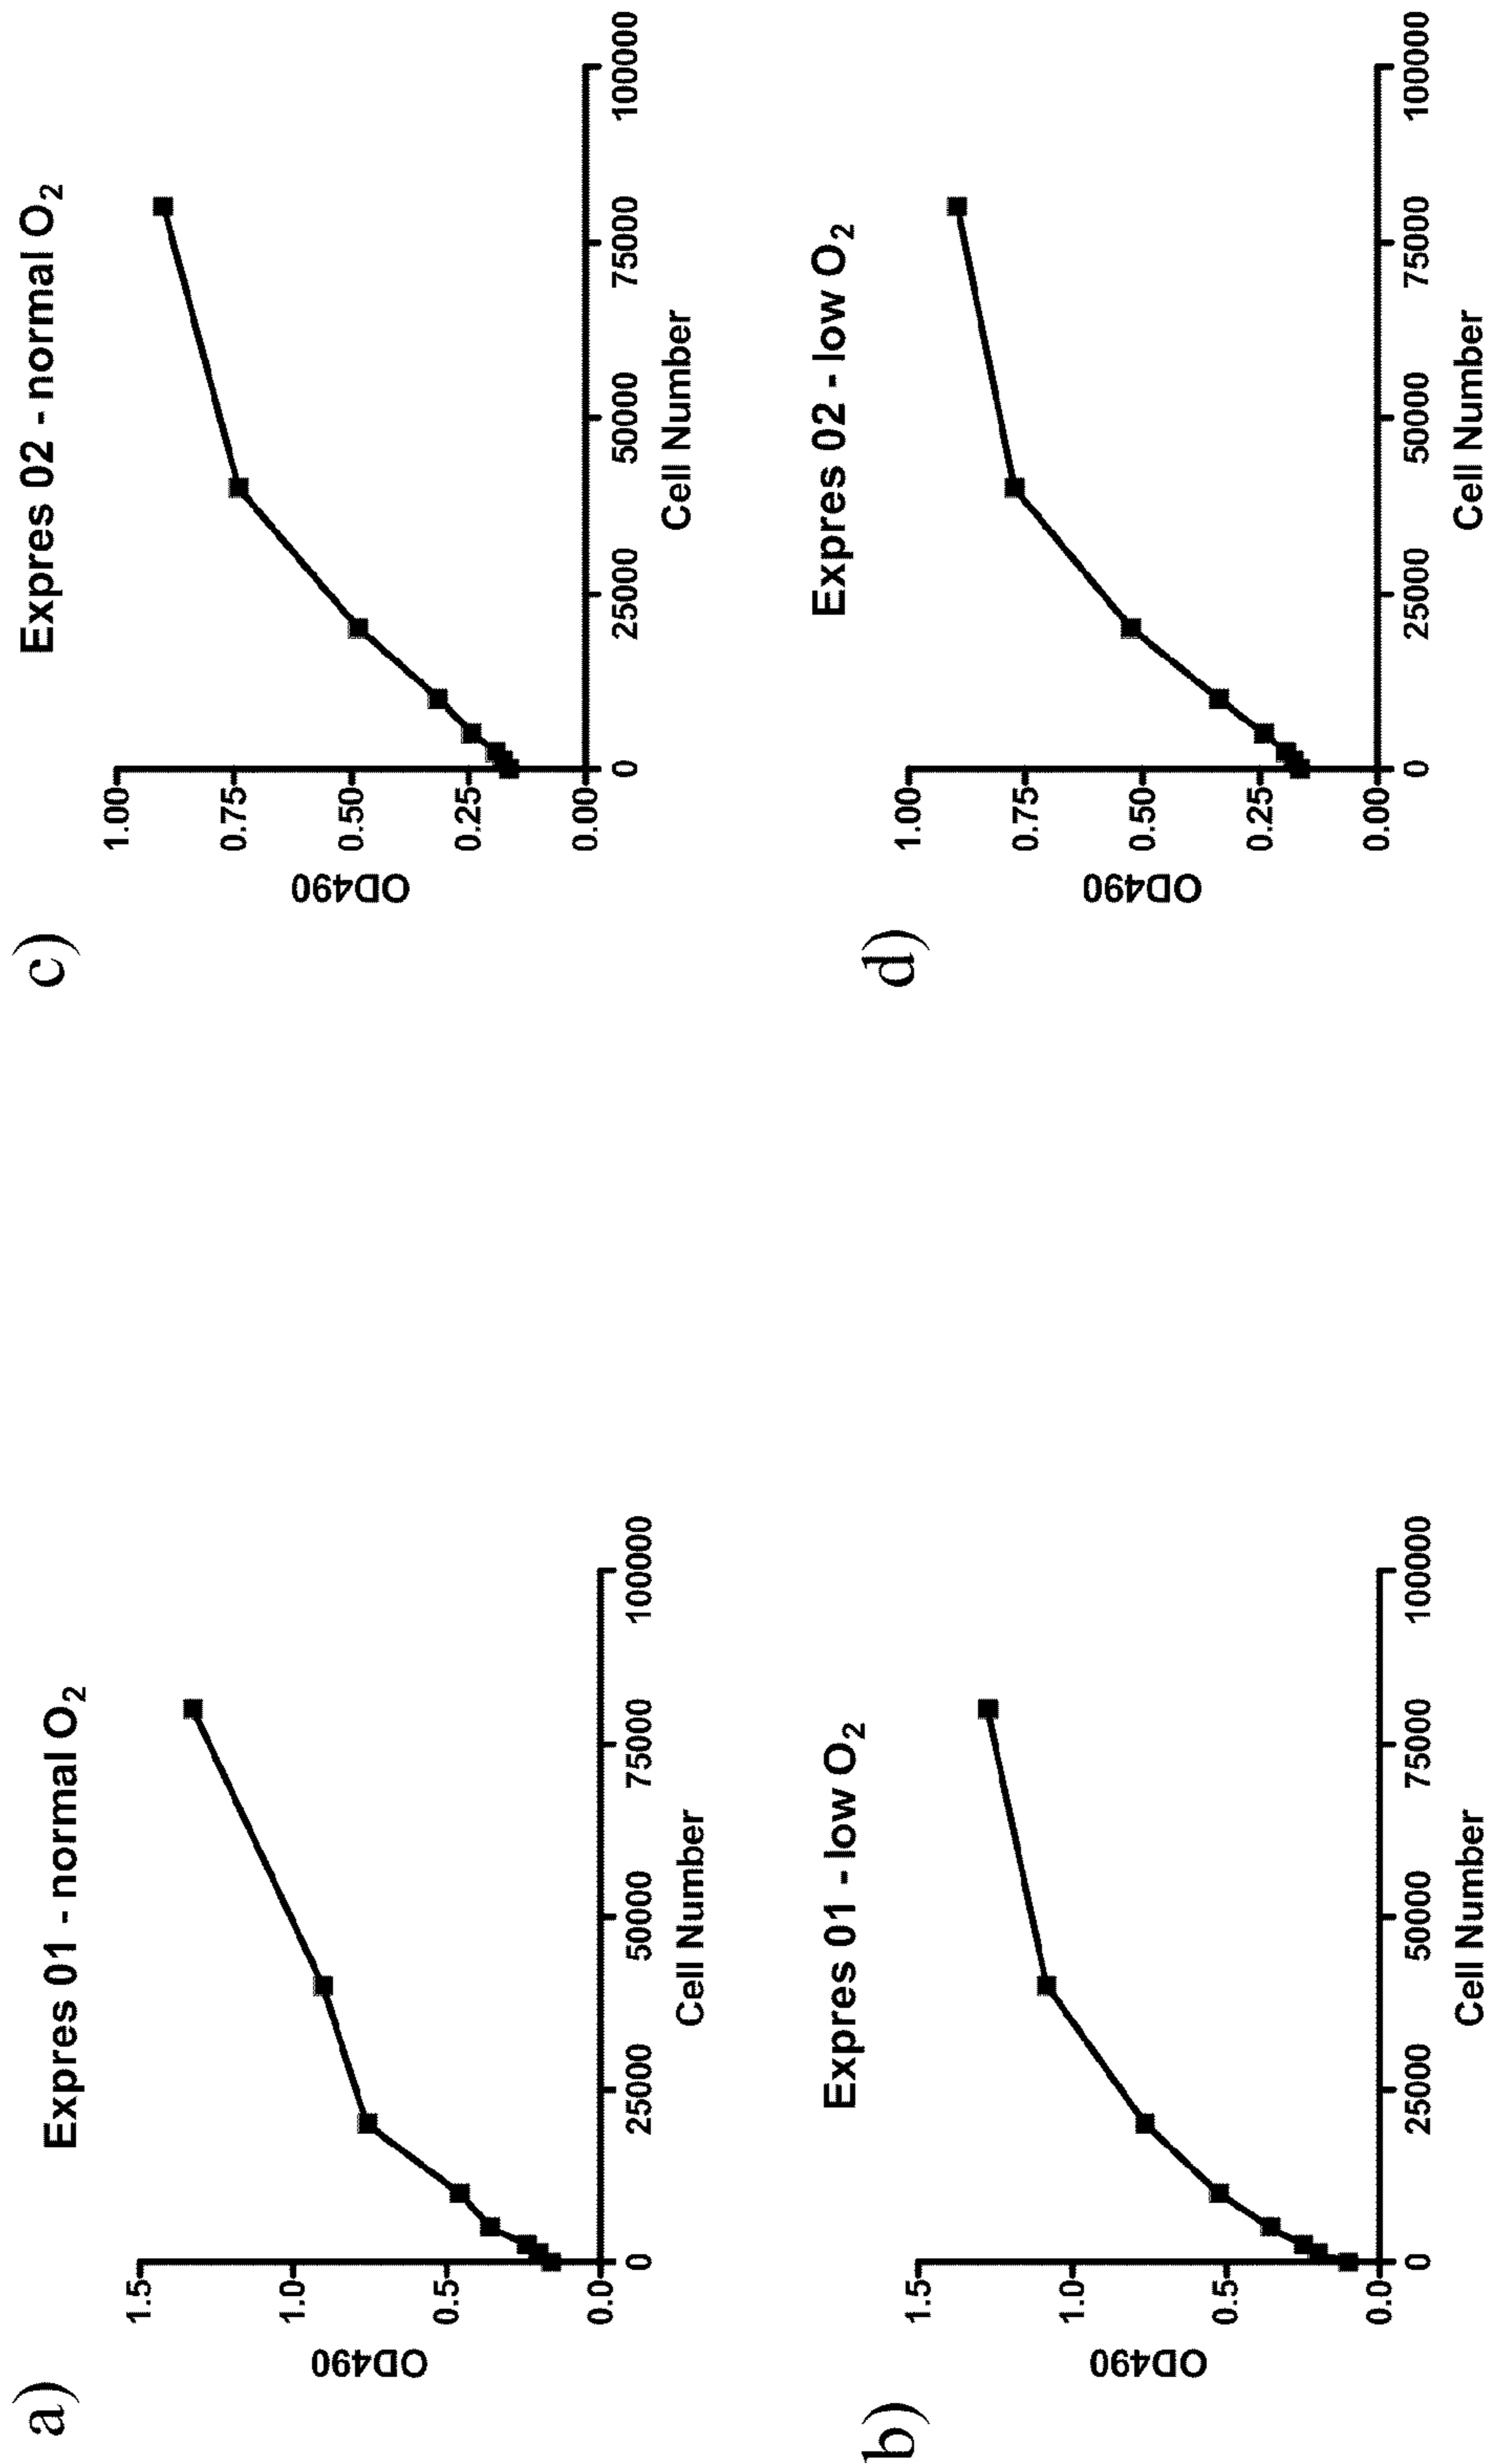 a)
Expres 01 - normal O2
OD490
1.5
1.0
0.5
0.0
0 25000 50000 75000 100000
Cell Number
b)
Expres 01 - low O2
OD490
1.5
1.0
0.5
0.0
0 25000 50000 75000 100000
Cell Number
c)
Expres 02 - normal O2
OD490
1.00
0.75
0.50
0.25
0.00
0 25000 50000 75000 100000
Cell Number
d)
Expres 02 - low O2
OD490
1.00
0.75
0.50
0.25
0.00
0 25000 50000 75000 100000
Cell Number